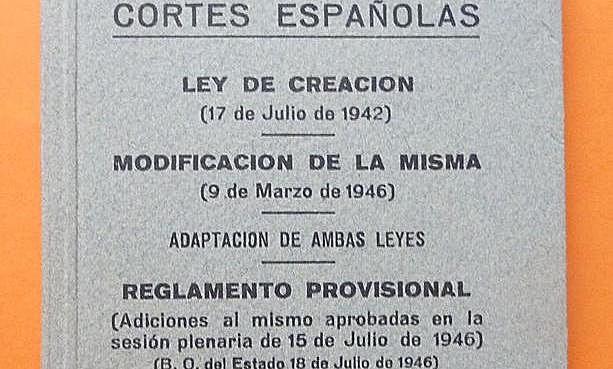 CORTES ESPAÑOLAS
LEY DE CREACION
(17 de Julio de 1942)
MODIFICACION DE LA MISMA
(9 de Marzo de 1946)
ADAPTACION DE AMBAS LEYES
REGLAMENTO PROVISIONAL
(Adiciones al mismo aprobadas en la
sesión plenaria de 15 de Julio de 1946)
(B. O. del Estado 18 de Julio de 1946)